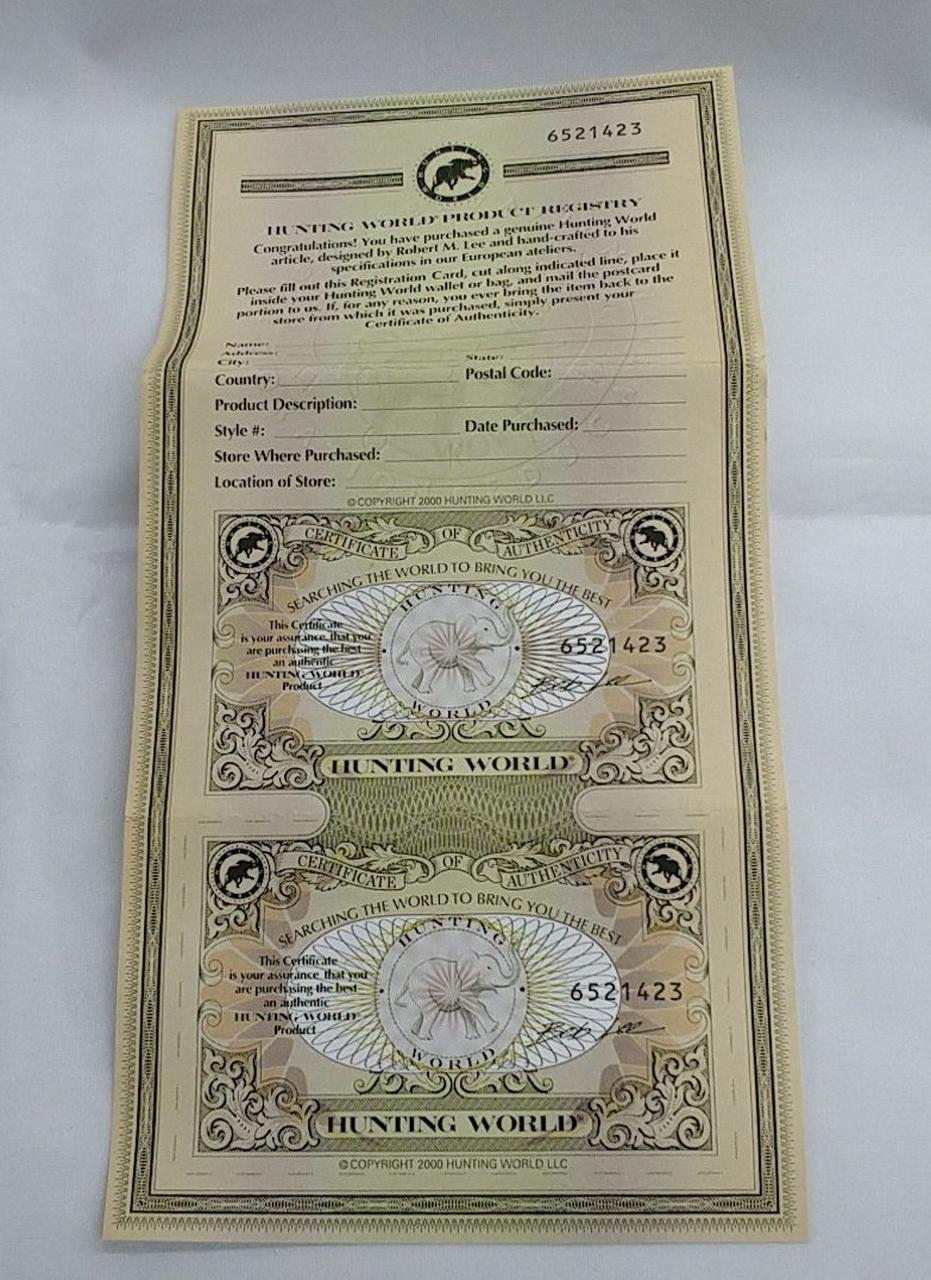 6521423
HUNTING WORLD® PRODUCT REGISTRY
Congratulations! You have purchased a genuine Hunting World
article, designed by Robert M. Lee and hand-crafted to his
specifications in our European ateliers.
Please fill out this Registration Card, cut along indicated line, place it
inside your Hunting World wallet or bag, and mail the postcard
portion to us. If, for any reason, you ever bring the item back to the
store from which it was purchased, simply present your
Certificate of Authenticity.
Name:
Address:
City: State:
Country: Postal Code:
Product Description:
Style #: Date Purchased:
Store Where Purchased:
Location of Store:
© COPYRIGHT 2000 HUNTING WORLD LLC
CERTIFICATE OF AUTHENTICITY
SEARCHING THE WORLD TO BRING YOU THE BEST
HUNTING
This Certificate
is your assurance that you
are purchasing the best
an authentic
HUNTING WORLD
Product
6521423
WORLD
HUNTING WORLD®
CERTIFICATE OF AUTHENTICITY
SEARCHING THE WORLD TO BRING YOU THE BEST
HUNTING
This Certificate
is your assurance that you
are purchasing the best
an authentic
HUNTING WORLD
Product
6521423
WORLD
HUNTING WORLD®
© COPYRIGHT 2000 HUNTING WORLD LLC